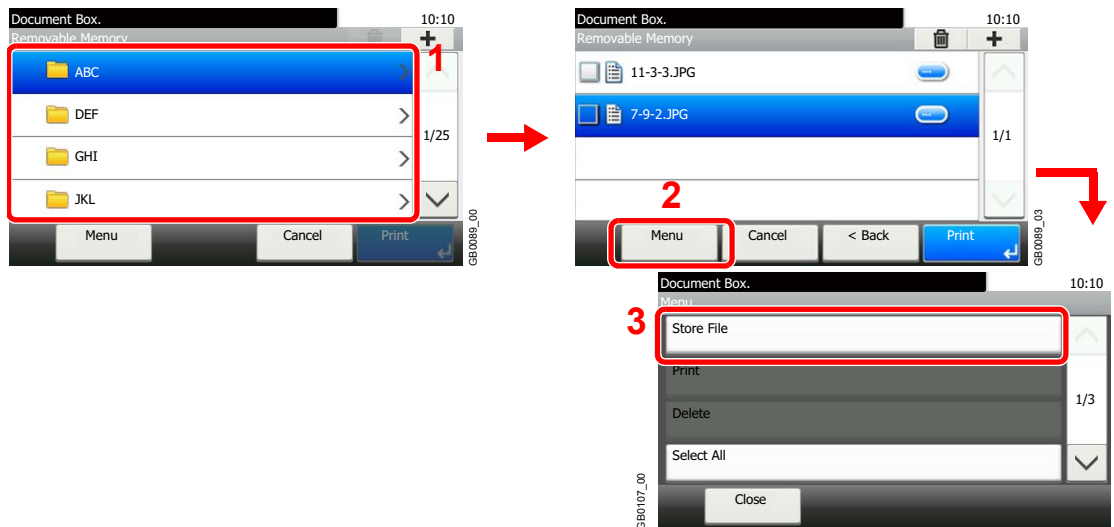 Document Box. 10:10
Removable Memory
1
ABC
DEF
1/25
GHI
JKL
Menu Cancel Print
GB0089_00
Document Box. 10:10
Removable Memory
11-3-3.JPG
7-9-2.JPG
1/1
2
Menu Cancel < Back Print
GB0089_03
Document Box. 10:10
Menu
3
Store File
Print
1/3
Delete
Select All
Close
GB0107_00